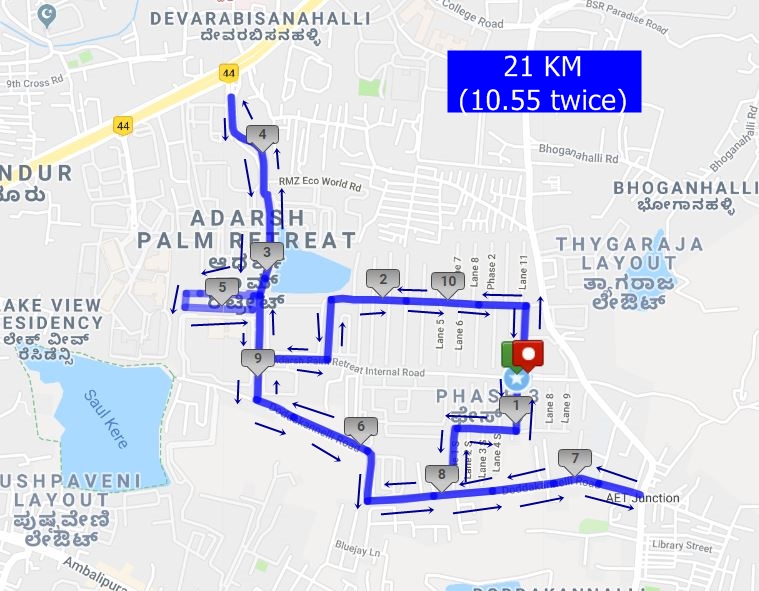 DEVARABISANAHALLI
ದೇವರಬಿಸನಹಳ್ಳಿ
College Road
BSR Paradise Road
44
21 KM
(10.55 twice)
9th Cross Rd
44
4
Bhoganahalli Rd
Bhoganahalli Rd
NDUR
RMZ Eco World Rd
BHOGANHALLI
ಭೋಗಾನಹಳ್ಳಿ
ADARSH
PALM RETREAT
THYGARAJA
LAYOUT
ತ್ಯಾಗರಾಜ
ಲೇಔಟ್
3
2
10
5
Lane 8
Phase 2
Lane 11
AKE VIEW
ESIDENCY
ಲೇಕ್ ವೀವ್
ರೆಸಿಡೆನ್ಸಿ
Lane 5
Lane 6
9
Adarsh Palm Retreat Internal Road
PHASE 3
ಫೇಸ್
1
Lane 8
Lane 9
Saul Kere
Doddakannelli Road
6
Lane 3 S
Lane 4 S
7
8
Doddakannelli Road
AET Junction
USHPAVENI
LAYOUT
ಪುಷ್ಪವೇಣಿ
ಲೇಔಟ್
Bluejay Ln
Library Street
Ambalipura